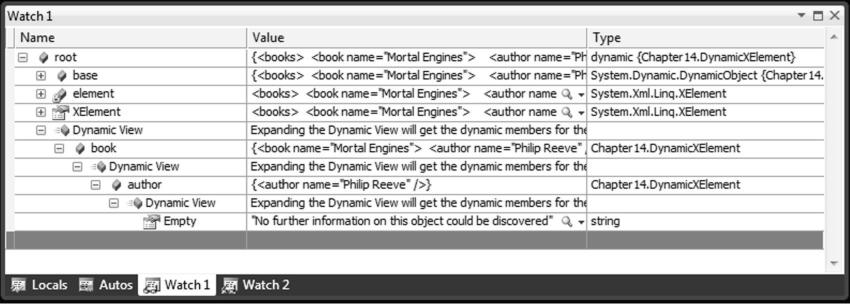 Watch 1
Name Value Type
root {<books> <book name="Mortal Engines"> <author name="Ph dynamic {Chapter14.DynamicXElement}
base {<books> <book name="Mortal Engines"> <author name="Ph System.Dynamic.DynamicObject {Chapter14.
element <books> <book name="Mortal Engines"> <author name System.Xml.Linq.XElement
XElement <books> <book name="Mortal Engines"> <author name System.Xml.Linq.XElement
Dynamic View Expanding the Dynamic View will get the dynamic members for the
book {<book name="Mortal Engines"> <author name="Philip Reeve" / Chapter14.DynamicXElement
Dynamic View Expanding the Dynamic View will get the dynamic members for the
author {<author name="Philip Reeve" />} Chapter14.DynamicXElement
Dynamic View Expanding the Dynamic View will get the dynamic members for the
Empty "No further information on this object could be discovered" string
Locals Autos Watch 1 Watch 2